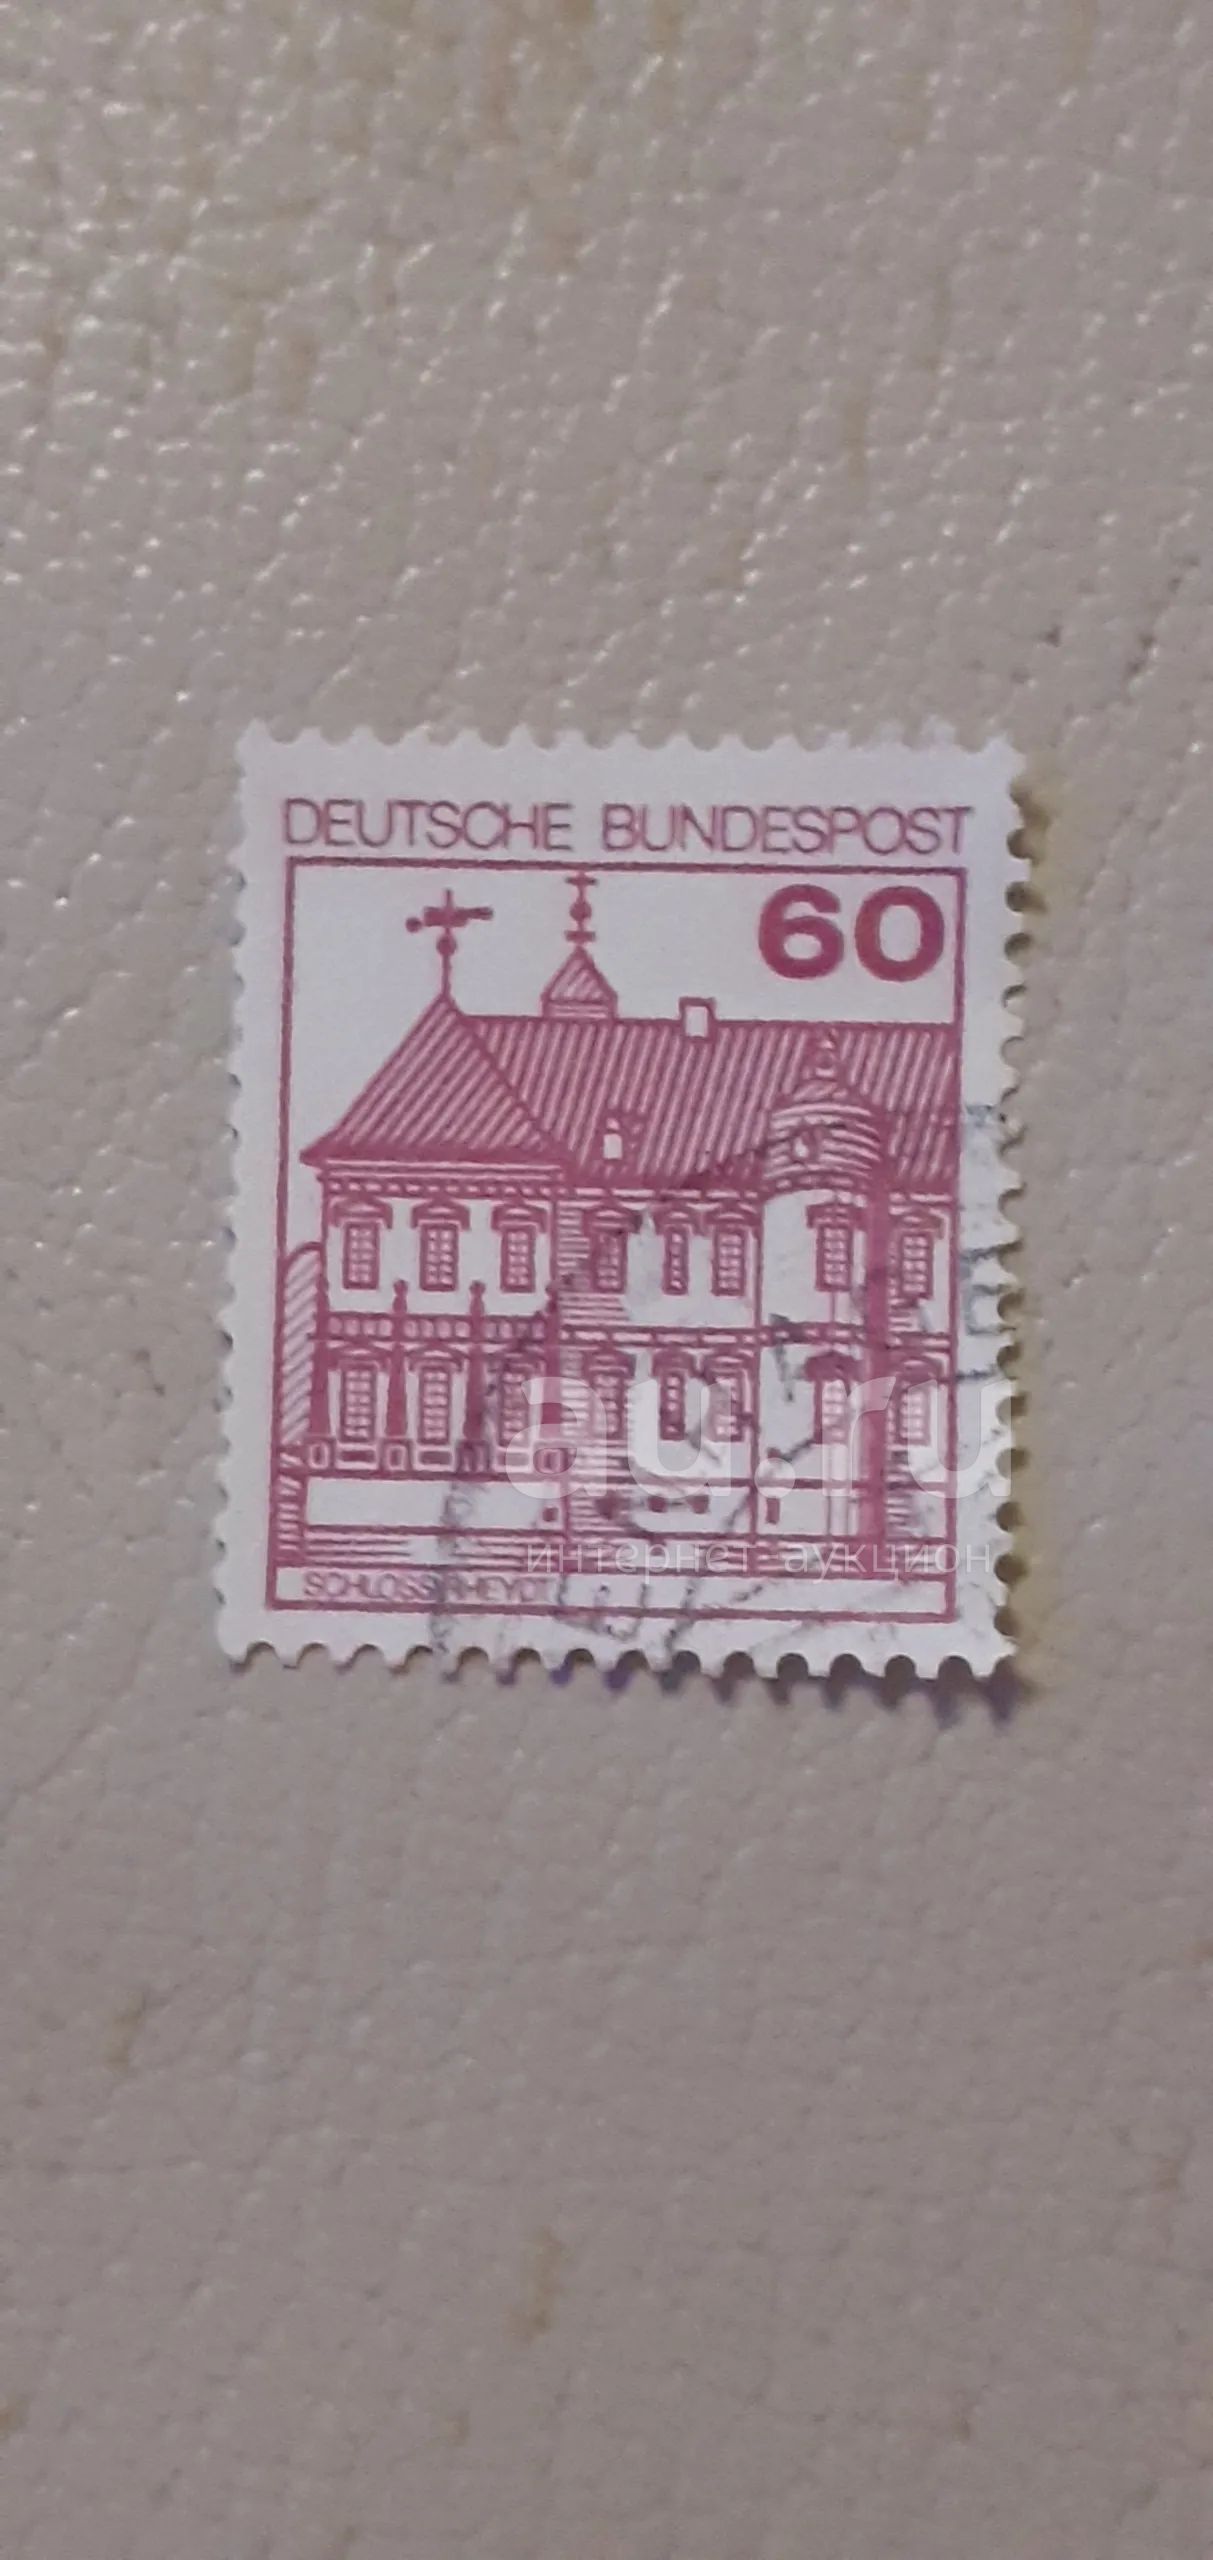 DEUTSCHE BUNDESPOST
60
au.ru
интернет аукцион
SCHLOSS RHEYDT